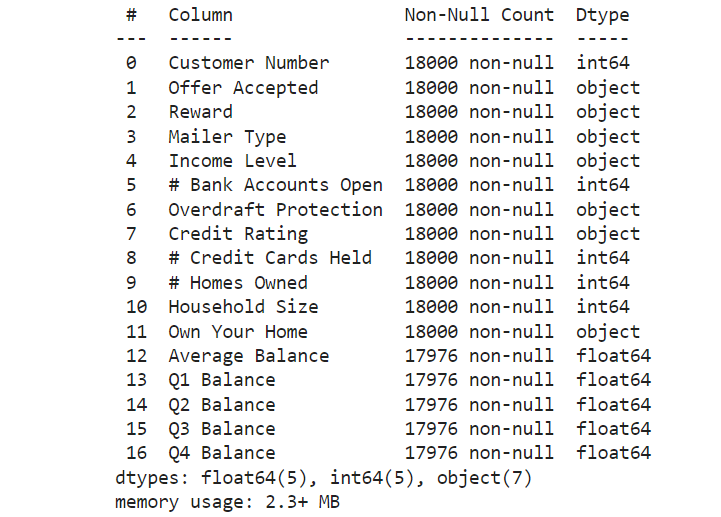 #   Column                Non-Null Count  Dtype
---  ------                --------------  -----
0   Customer Number       18000 non-null  int64
1   Offer Accepted        18000 non-null  object
2   Reward                18000 non-null  object
3   Mailer Type           18000 non-null  object
4   Income Level          18000 non-null  object
5   # Bank Accounts Open  18000 non-null  int64
6   Overdraft Protection  18000 non-null  object
7   Credit Rating         18000 non-null  object
8   # Credit Cards Held   18000 non-null  int64
9   # Homes Owned         18000 non-null  int64
10  Household Size        18000 non-null  int64
11  Own Your Home         18000 non-null  object
12  Average Balance       17976 non-null  float64
13  Q1 Balance            17976 non-null  float64
14  Q2 Balance            17976 non-null  float64
15  Q3 Balance            17976 non-null  float64
16  Q4 Balance            17976 non-null  float64
dtypes: float64(5), int64(5), object(7)
memory usage: 2.3+ MB